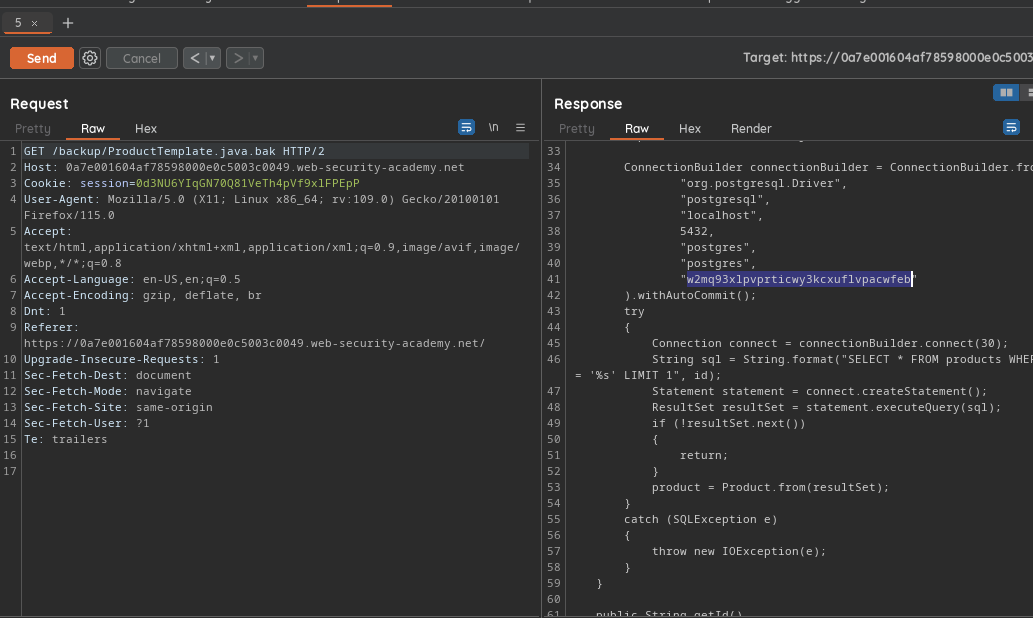 5 ×
+
Send
Cancel
< ▾
> ▾
Target: https://0a7e001604af78598000e0c5003
Request
Pretty Raw Hex
\n
1 GET /backup/ProductTemplate.java.bak HTTP/2
2 Host: 0a7e001604af78598000e0c5003c0049.web-security-academy.net
3 Cookie: session=0d3NU6YIqGN70Q81VeTh4pVf9xlFPEpP
4 User-Agent: Mozilla/5.0 (X11; Linux x86_64; rv:109.0) Gecko/20100101
Firefox/115.0
5 Accept:
text/html,application/xhtml+xml,application/xml;q=0.9,image/avif,image/
webp,*/*;q=0.8
6 Accept-Language: en-US,en;q=0.5
7 Accept-Encoding: gzip, deflate, br
8 Dnt: 1
9 Referer:
https://0a7e001604af78598000e0c5003c0049.web-security-academy.net/
10 Upgrade-Insecure-Requests: 1
11 Sec-Fetch-Dest: document
12 Sec-Fetch-Mode: navigate
13 Sec-Fetch-Site: same-origin
14 Sec-Fetch-User: ?1
15 Te: trailers
16
17
Response
Pretty Raw Hex Render
33
34 ConnectionBuilder connectionBuilder = ConnectionBuilder.fro
35 "org.postgresql.Driver",
36 "postgresql",
37 "localhost",
38 5432,
39 "postgres",
40 "postgres",
41 "w2mq93xlpvprticwy3kcxuflvpacwfeb"
42 ).withAutoCommit();
43 try
44 {
45 Connection connect = connectionBuilder.connect(30);
46 String sql = String.format("SELECT * FROM products WHER
= '%s' LIMIT 1", id);
47 Statement statement = connect.createStatement();
48 ResultSet resultSet = statement.executeQuery(sql);
49 if (!resultSet.next())
50 {
51 return;
52 }
53 product = Product.from(resultSet);
54 }
55 catch (SQLException e)
56 {
57 throw new IOException(e);
58 }
59 }
60
61 public String getId()